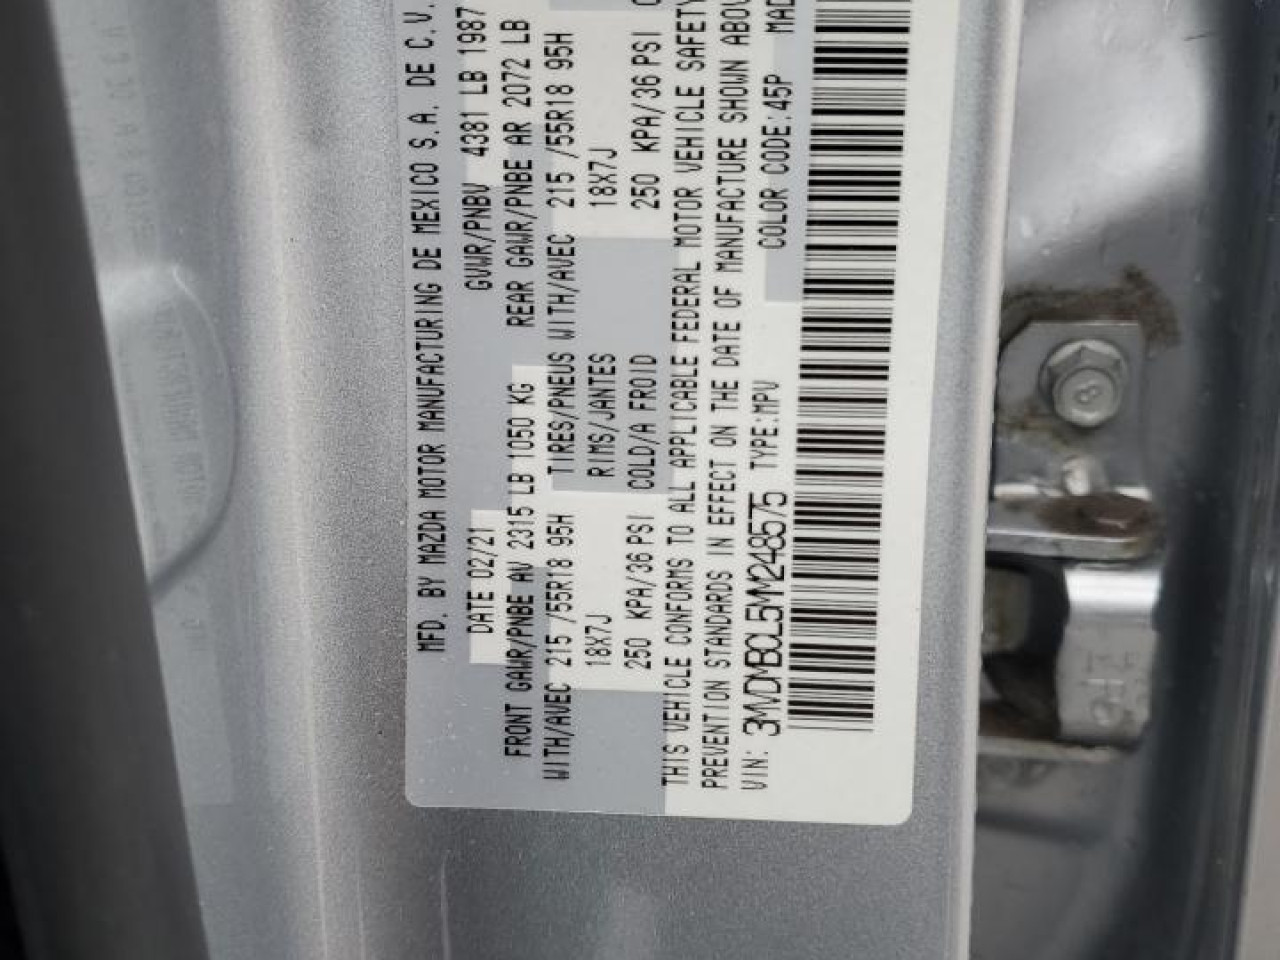 MFD. BY MAZDA MOTOR MANUFACTURING DE MEXICO S.A. DE C.V.
DATE 02/21 GVWR/PNBV 4381 LB 1987
FRONT GAWR/PNBE AV 2315 LB 1050 KG REAR GAWR/PNBE AR 2072 LB
WITH/AVEC 215 /55R18 95H TIRES/PNEUS WITH/AVEC 215 /55R18 95H
18X7J RIMS/JANTES 18X7J
250 KPA/36 PSI COLD/A FROID 250 KPA/36 PSI
THIS VEHICLE CONFORMS TO ALL APPLICABLE FEDERAL MOTOR VEHICLE SAFETY
PREVENTION STANDARDS IN EFFECT ON THE DATE OF MANUFACTURE SHOWN ABOV
VIN: 3MVDMBCL5MM248575 TYPE:MPV COLOR CODE:45P MAD